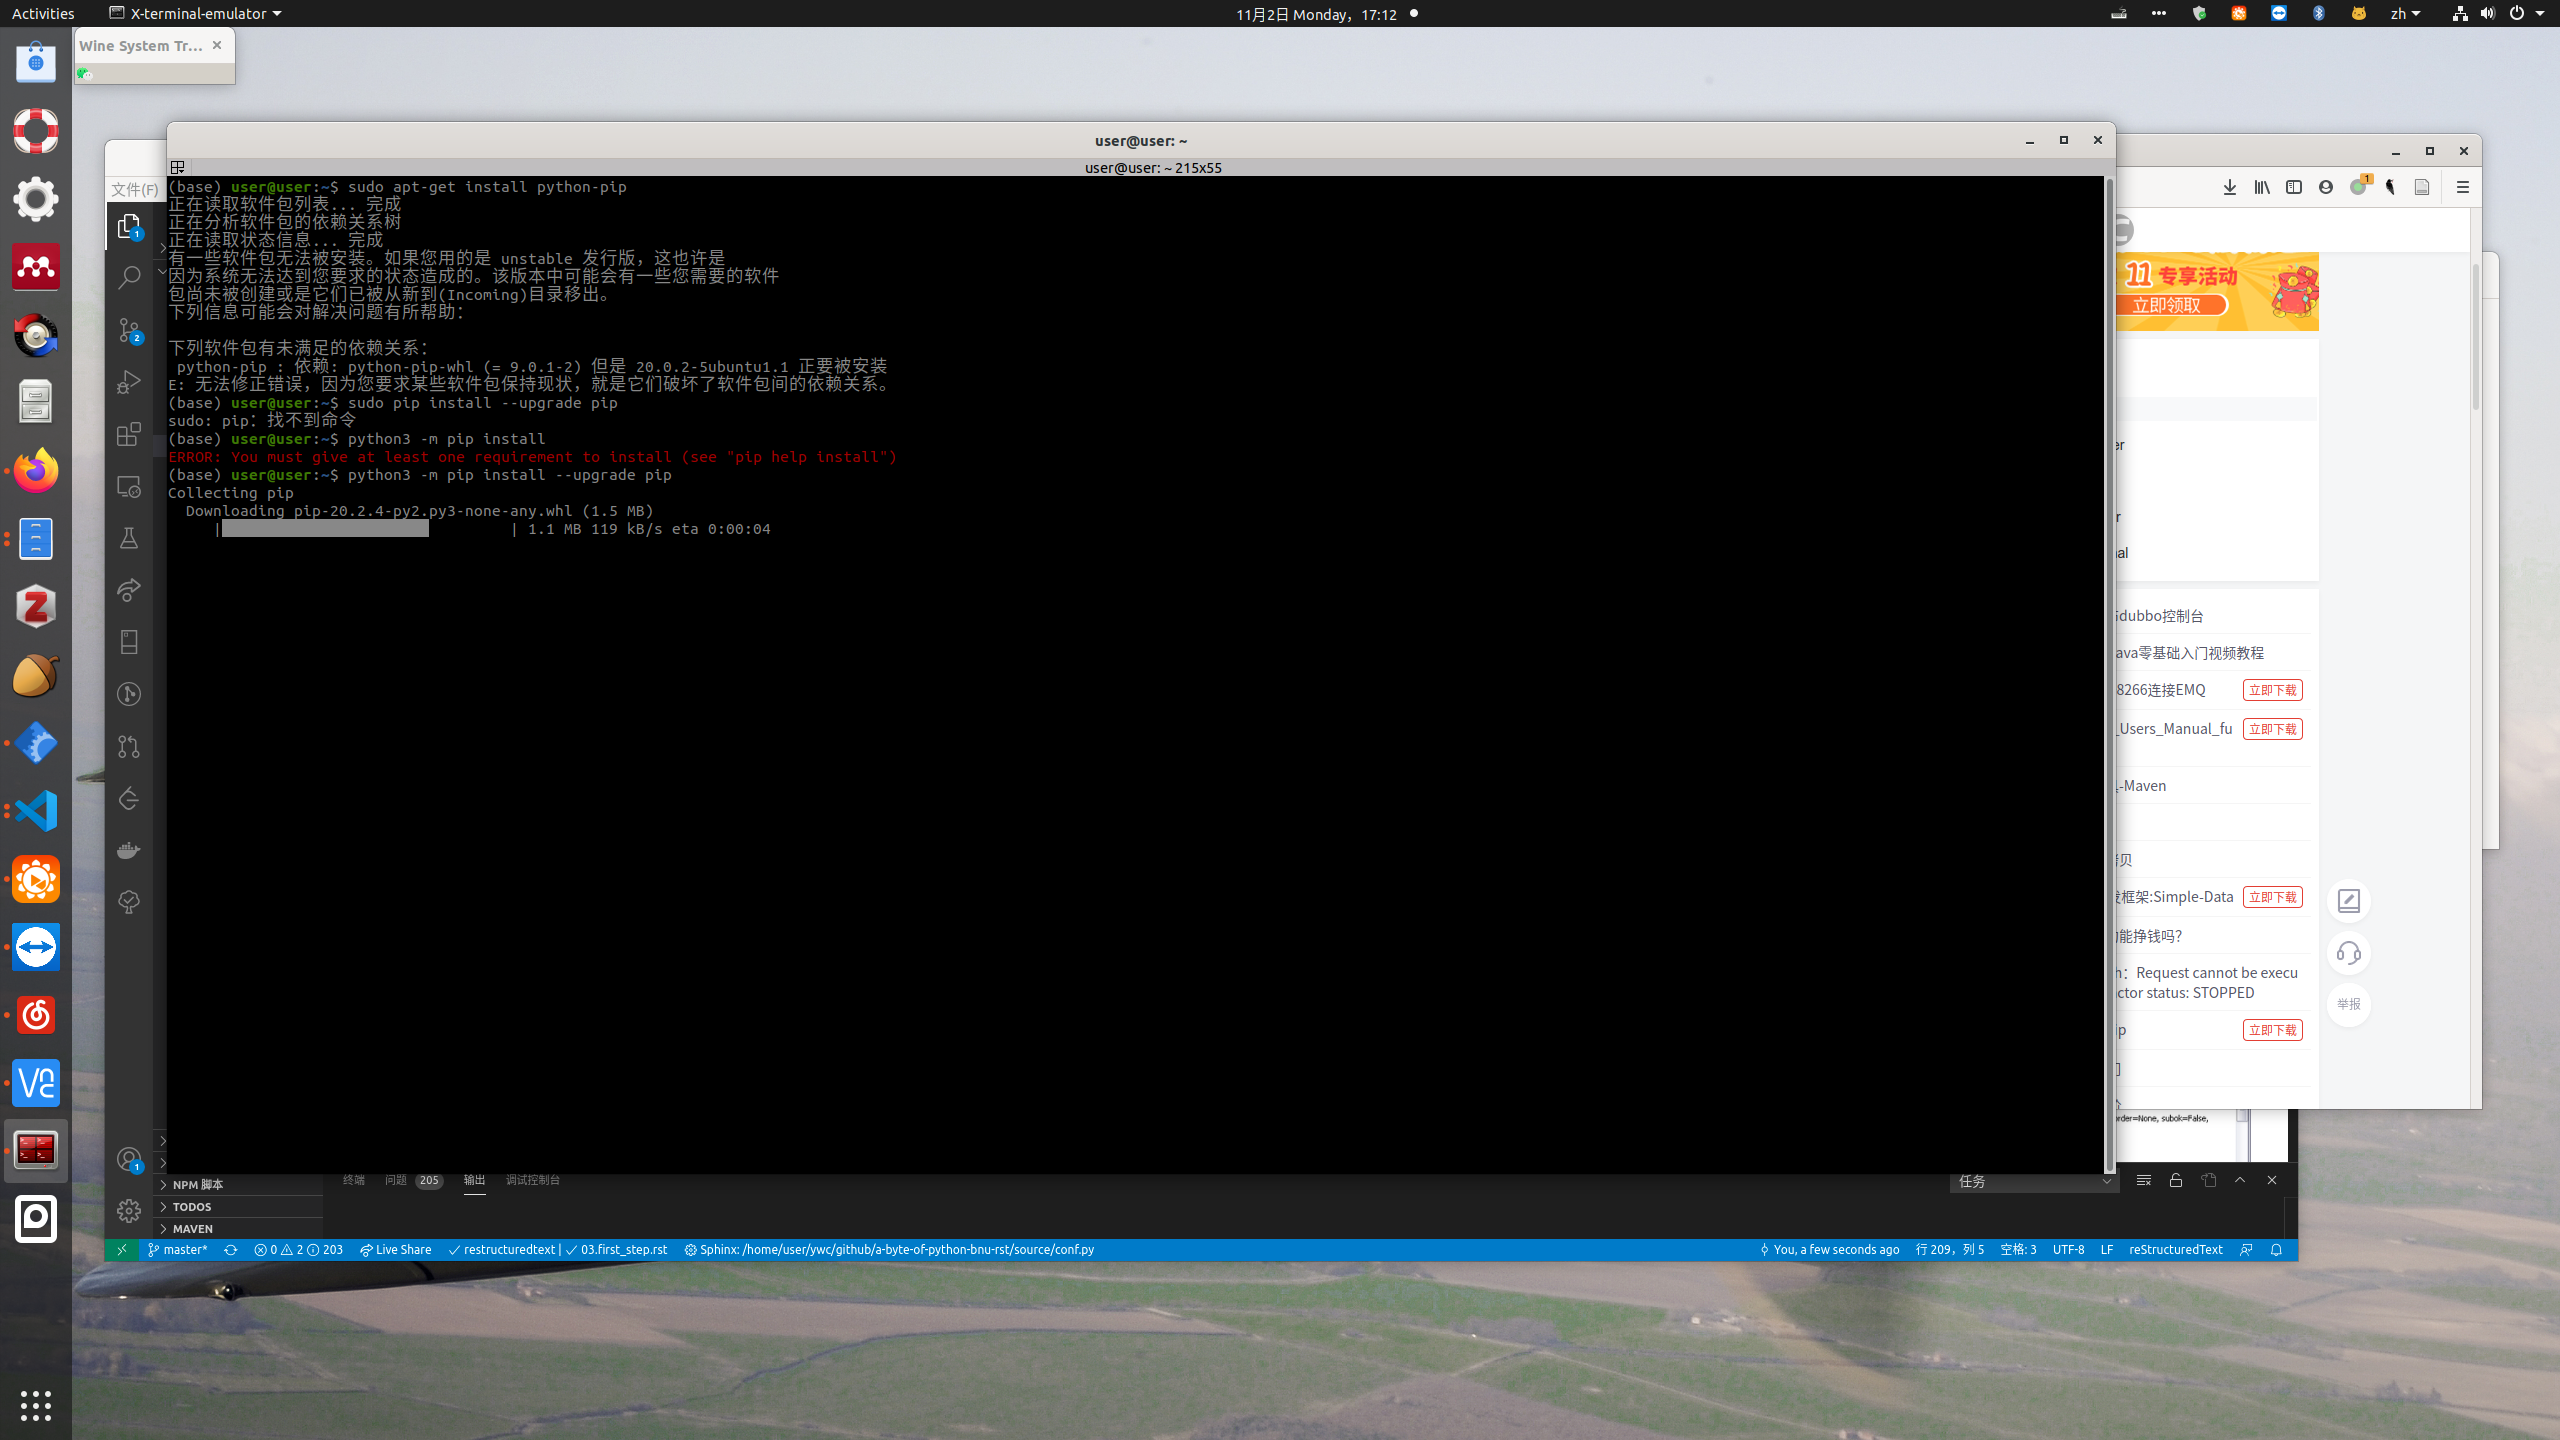 Activities
X-terminal-emulator
11月2日 Monday，17:12
zh
Wine System Tr...
user@user: ~
user@user: ~ 215x55
文件(F)
(base) user@user:~$ sudo apt-get install python-pip
正在读取软件包列表... 完成
正在分析软件包的依赖关系树
正在读取状态信息... 完成
有一些软件包无法被安装。如果您用的是 unstable 发行版，这也许是
因为系统无法达到您要求的状态造成的。该版本中可能会有一些您需要的软件
包尚未被创建或是它们已被从新到(Incoming)目录移出。
下列信息可能会对解决问题有所帮助：
下列软件包有未满足的依赖关系：
python-pip : 依赖: python-pip-whl (= 9.0.1-2) 但是 20.0.2-5ubuntu1.1 正要被安装
E: 无法修正错误，因为您要求某些软件包保持现状，就是它们破坏了软件包间的依赖关系。
(base) user@user:~$ sudo pip install --upgrade pip
sudo: pip：找不到命令
(base) user@user:~$ python3 -m pip install
ERROR: You must give at least one requirement to install (see "pip help install")
(base) user@user:~$ python3 -m pip install --upgrade pip
Collecting pip
Downloading pip-20.2.4-py2.py3-none-any.whl (1.5 MB)
| | 1.1 MB 119 kB/s eta 0:00:04
1
2
1
1
11 专享活动
立即领取
er
r
nal
dubbo控制台
ava零基础入门视频教程
8266连接EMQ 立即下载
_Users_Manual_fu 立即下载
-Maven
贝
框架:Simple-Data 立即下载
能挣钱吗？
h：Request cannot be execu
ctor status: STOPPED
ip 立即下载
举报
order=None, subok=False,
NPM 脚本
TODOS
MAVEN
终端 问题 205 输出 调试控制台
任务
master* 0 2 203 Live Share restructuredtext | 03.first_step.rst Sphinx: /home/user/ywc/github/a-byte-of-python-bnu-rst/source/conf.py
You, a few seconds ago 行 209，列 5 空格: 3 UTF-8 LF reStructuredText